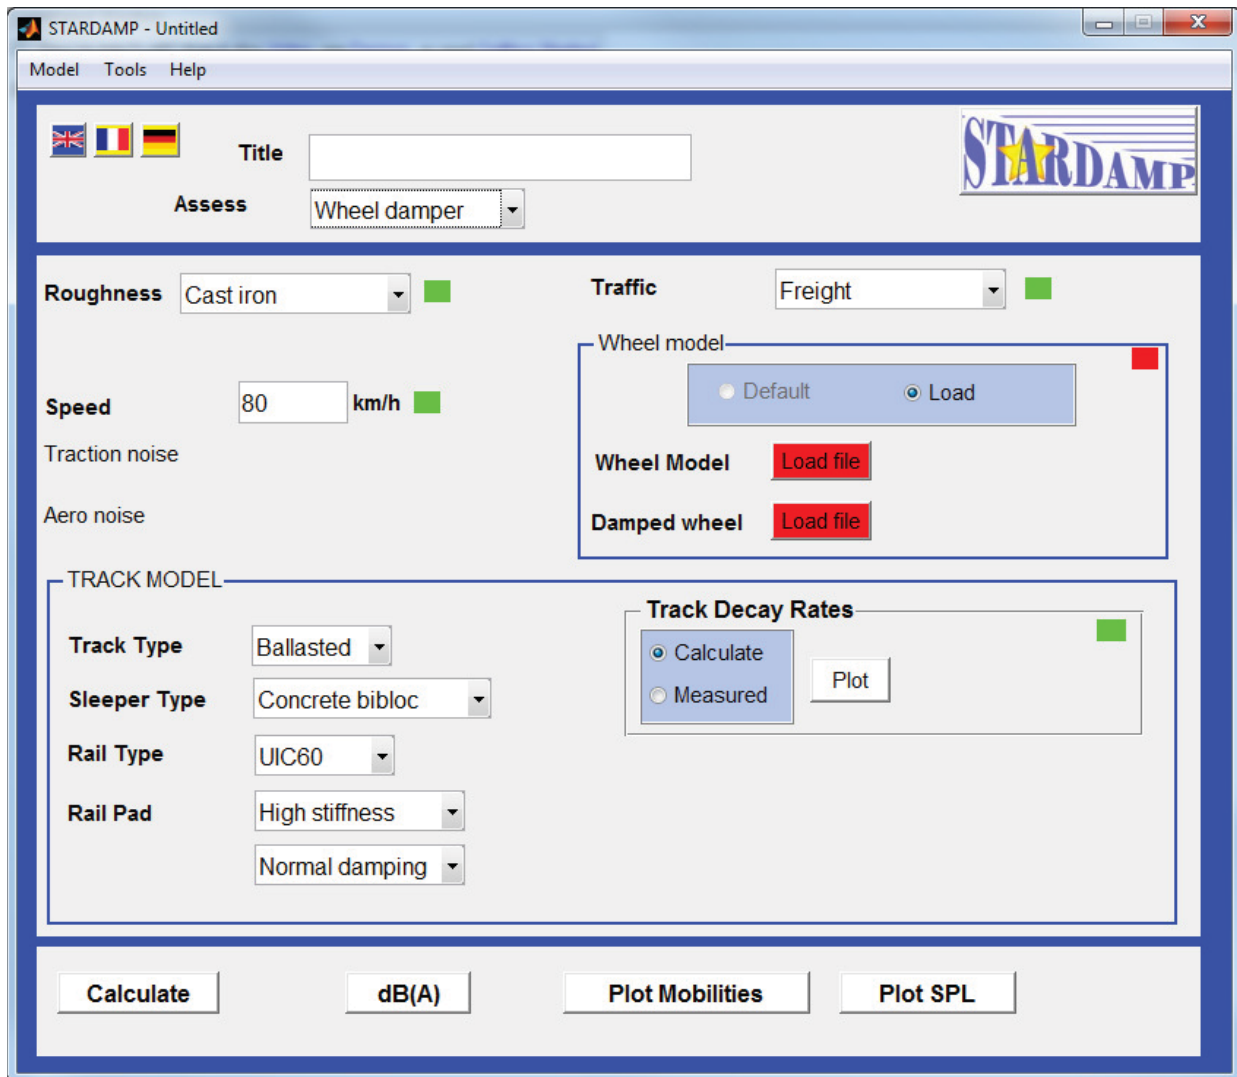 STARDAMP - Untitled
Model Tools Help
Title
STARDAMP
Assess Wheel damper
Roughness Cast iron
Traffic Freight
Wheel model
Default Load
Speed 80 km/h
Traction noise
Wheel Model Load file
Aero noise
Damped wheel Load file
TRACK MODEL
Track Decay Rates
Track Type Ballasted
Calculate
Plot
Sleeper Type Concrete bibloc
Measured
Rail Type UIC60
Rail Pad High stiffness
Normal damping
Calculate dB(A) Plot Mobilities Plot SPL